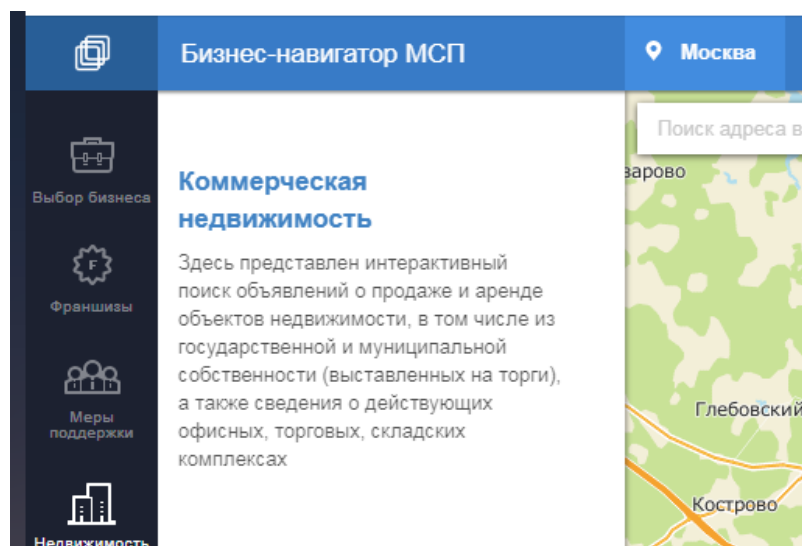 Бизнес-навигатор МСП
Москва
Поиск адреса в
Выбор бизнеса
Франшизы
Меры
поддержки
Недвижимость
Коммерческая
недвижимость
Здесь представлен интерактивный
поиск объявлений о продаже и аренде
объектов недвижимости, в том числе из
государственной и муниципальной
собственности (выставленных на торги),
а также сведения о действующих
офисных, торговых, складских
комплексах
зарово
Глебовский
Кострово